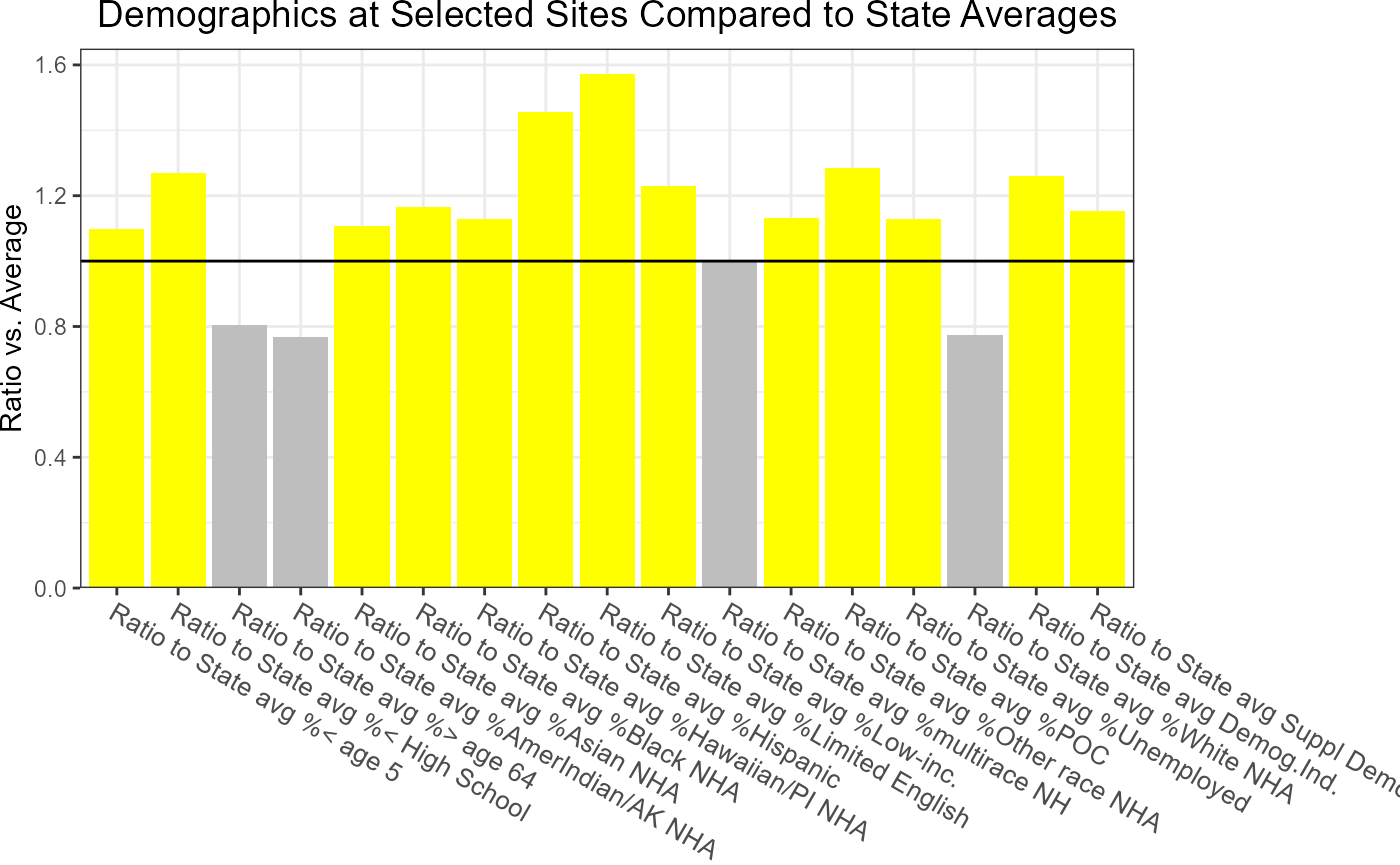 Demographics at Selected Sites Compared to State Averages
Ratio vs. Average
1.6
1.2
0.8
0.4
0.0
Ratio to State avg %< age 5
Ratio to State avg %< High School
Ratio to State avg %> age 64
Ratio to State avg %AmerIndian/AK NHA
Ratio to State avg %Asian NHA
Ratio to State avg %Black NHA
Ratio to State avg %Hawaiian/PI NHA
Ratio to State avg %Hispanic
Ratio to State avg %Limited English
Ratio to State avg %Low-inc.
Ratio to State avg %multirace NH
Ratio to State avg %Other race NHA
Ratio to State avg %POC
Ratio to State avg %Unemployed
Ratio to State avg %White NHA
Ratio to State avg Demog.Ind.
Ratio to State avg Suppl Demo